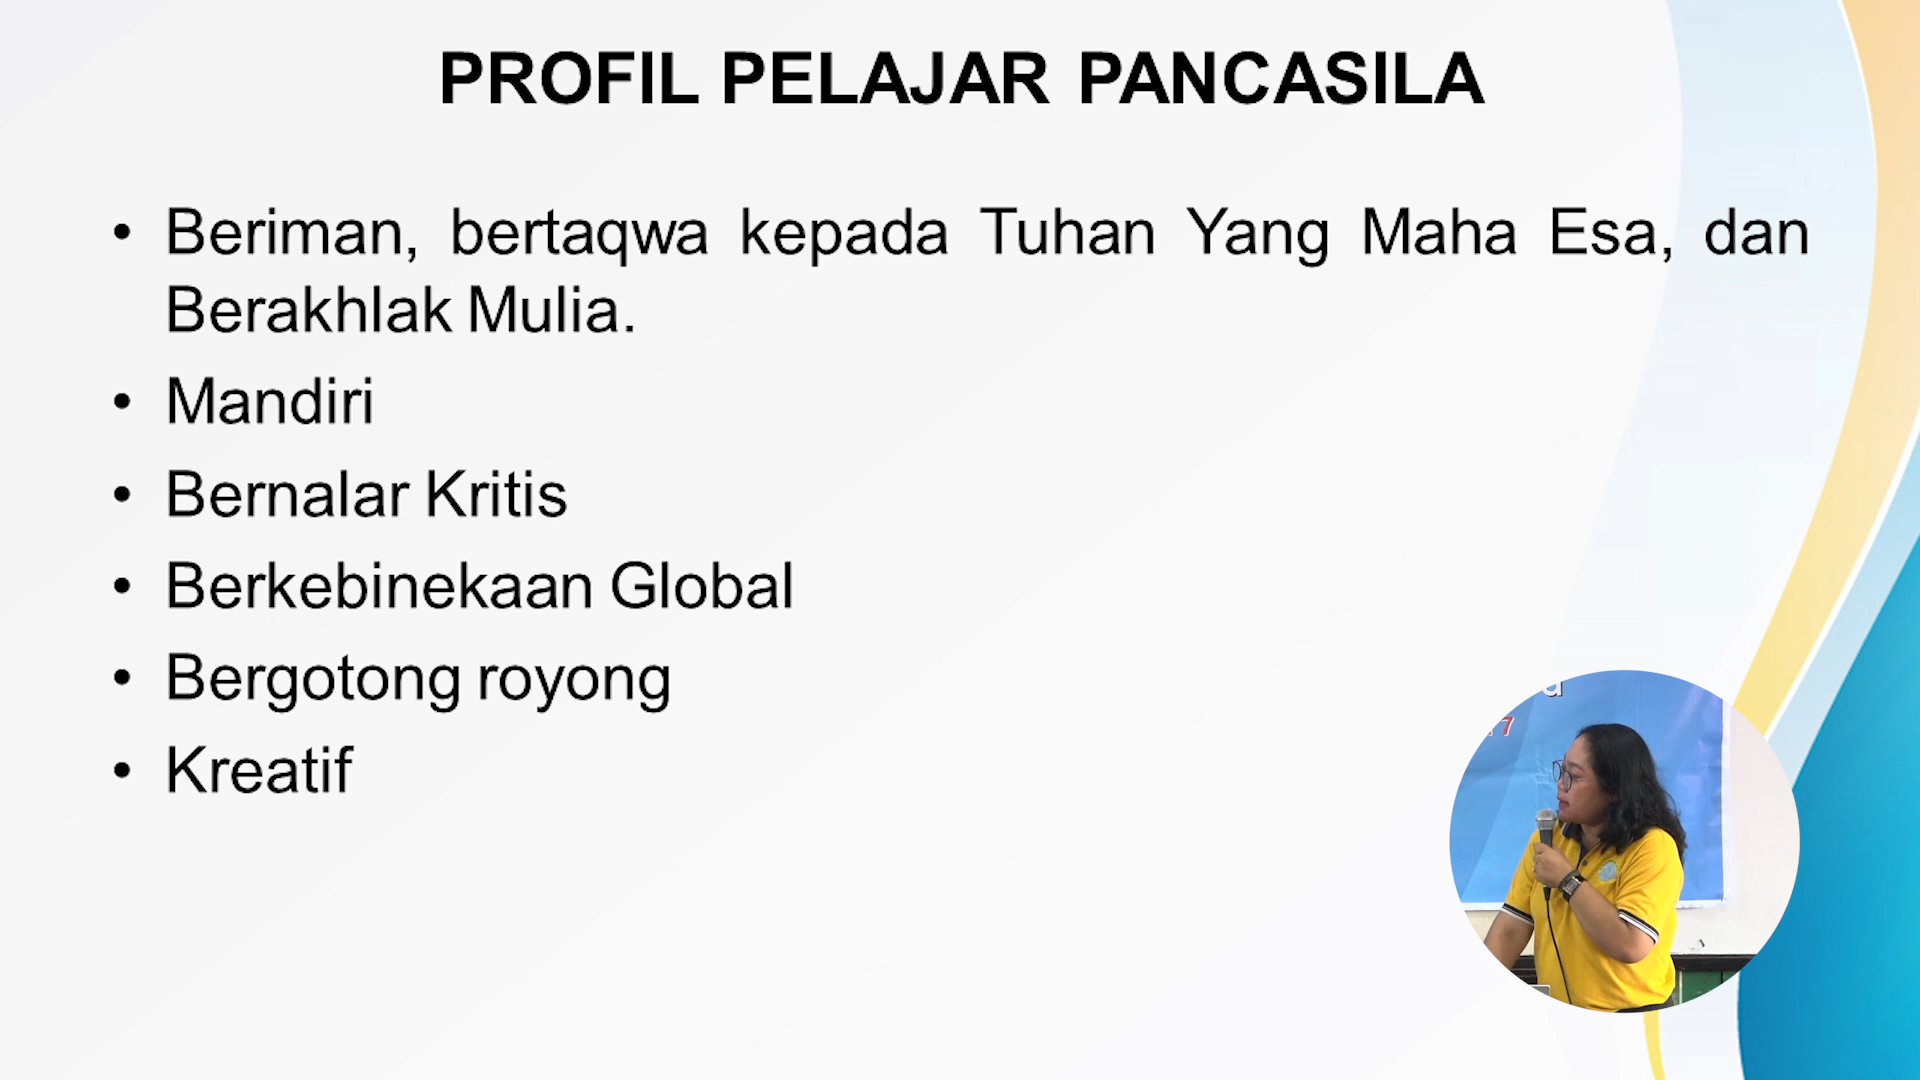 PROFIL PELAJAR PANCASILA
• Beriman, bertaqwa kepada Tuhan Yang Maha Esa, dan
Berakhlak Mulia.
• Mandiri
• Bernalar Kritis
• Berkebinekaan Global
• Bergotong royong
• Kreatif